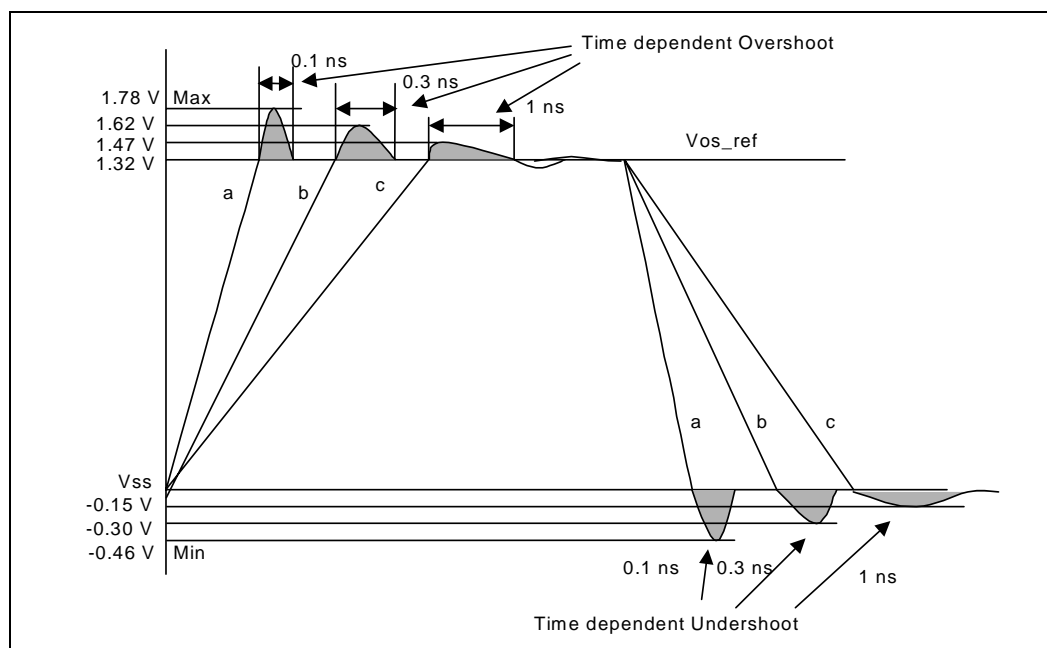 Time dependent Overshoot
0.1 ns
0.3 ns
1 ns
1.78 V Max
1.62 V
1.47 V
1.32 V
Vos_ref
a
b
c
a
b
c
Vss
-0.15 V
-0.30 V
-0.46 V Min
0.1 ns
0.3 ns
1 ns
Time dependent Undershoot